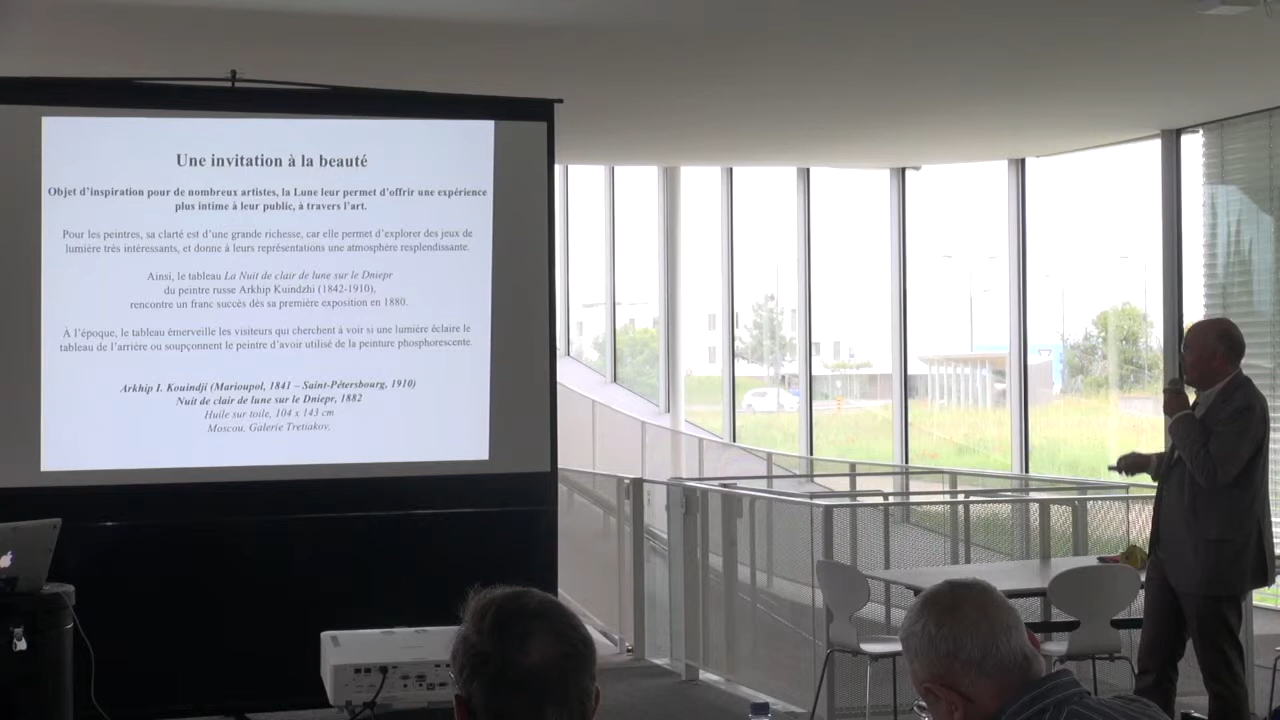 Une invitation à la beauté
Objet d'inspiration pour de nombreux artistes, la Lune leur permet d'offrir une expérience
plus intime à leur public, à travers l'art.
Pour les peintres, sa clarté est d'une grande richesse, car elle permet d'explorer des jeux de
lumière très intéressants, et donne à leurs représentations une atmosphère resplendissante.
Ainsi, le tableau La Nuit de clair de lune sur le Dniepr
du peintre russe Arkhip Kuindzhi (1842-1910),
rencontre un franc succès dès sa première exposition en 1880.
À l'époque, le tableau émerveille les visiteurs qui cherchent à voir si une lumière éclaire le
tableau de l'arrière ou soupçonnent le peintre d'avoir utilisé de la peinture phosphorescente.
Arkhip I. Kouindji (Marioupol, 1841 – Saint-Pétersbourg, 1910)
Nuit de clair de lune sur le Dniepr, 1882
Huile sur toile, 104 x 143 cm
Moscou, Galerie Tretiakov,